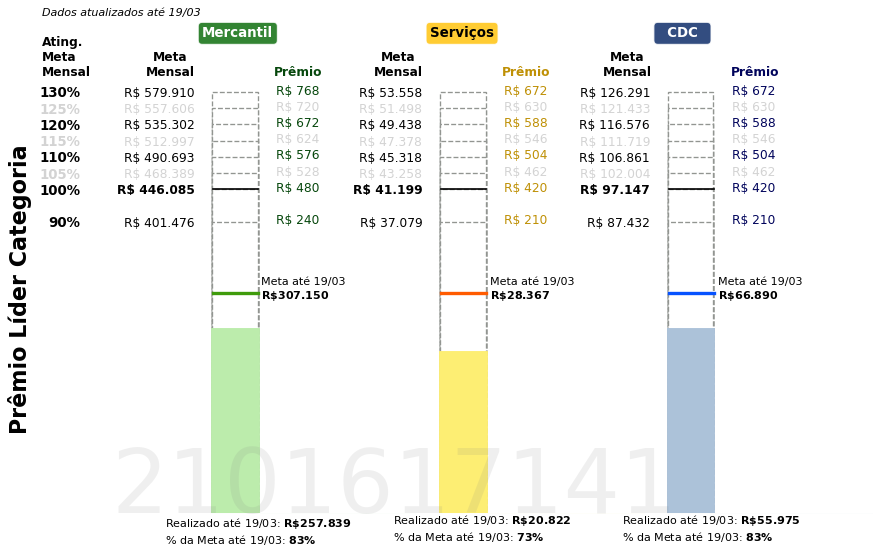 Dados atualizados até 19/03
Mercantil Serviços CDC
Ating.
Meta Meta Meta Meta
Mensal Mensal Prêmio Mensal Prêmio Mensal Prêmio
130% R$ 579.910 R$ 768 R$ 53.558 R$ 672 R$ 126.291 R$ 672
125% R$ 557.606 R$ 720 R$ 51.498 R$ 630 R$ 121.433 R$ 630
120% R$ 535.302 R$ 672 R$ 49.438 R$ 588 R$ 116.576 R$ 588
115% R$ 512.997 R$ 624 R$ 47.378 R$ 546 R$ 111.719 R$ 546
110% R$ 490.693 R$ 576 R$ 45.318 R$ 504 R$ 106.861 R$ 504
105% R$ 468.389 R$ 528 R$ 43.258 R$ 462 R$ 102.004 R$ 462
100% R$ 446.085 R$ 480 R$ 41.199 R$ 420 R$ 97.147 R$ 420
90% R$ 401.476 R$ 240 R$ 37.079 R$ 210 R$ 87.432 R$ 210
Meta até 19/03 Meta até 19/03 Meta até 19/03
R$307.150 R$28.367 R$66.890
Prêmio Líder Categoria
2101617141
Realizado até 19/03: R$257.839 Realizado até 19/03: R$20.822 Realizado até 19/03: R$55.975
% da Meta até 19/03: 83% % da Meta até 19/03: 73% % da Meta até 19/03: 83%